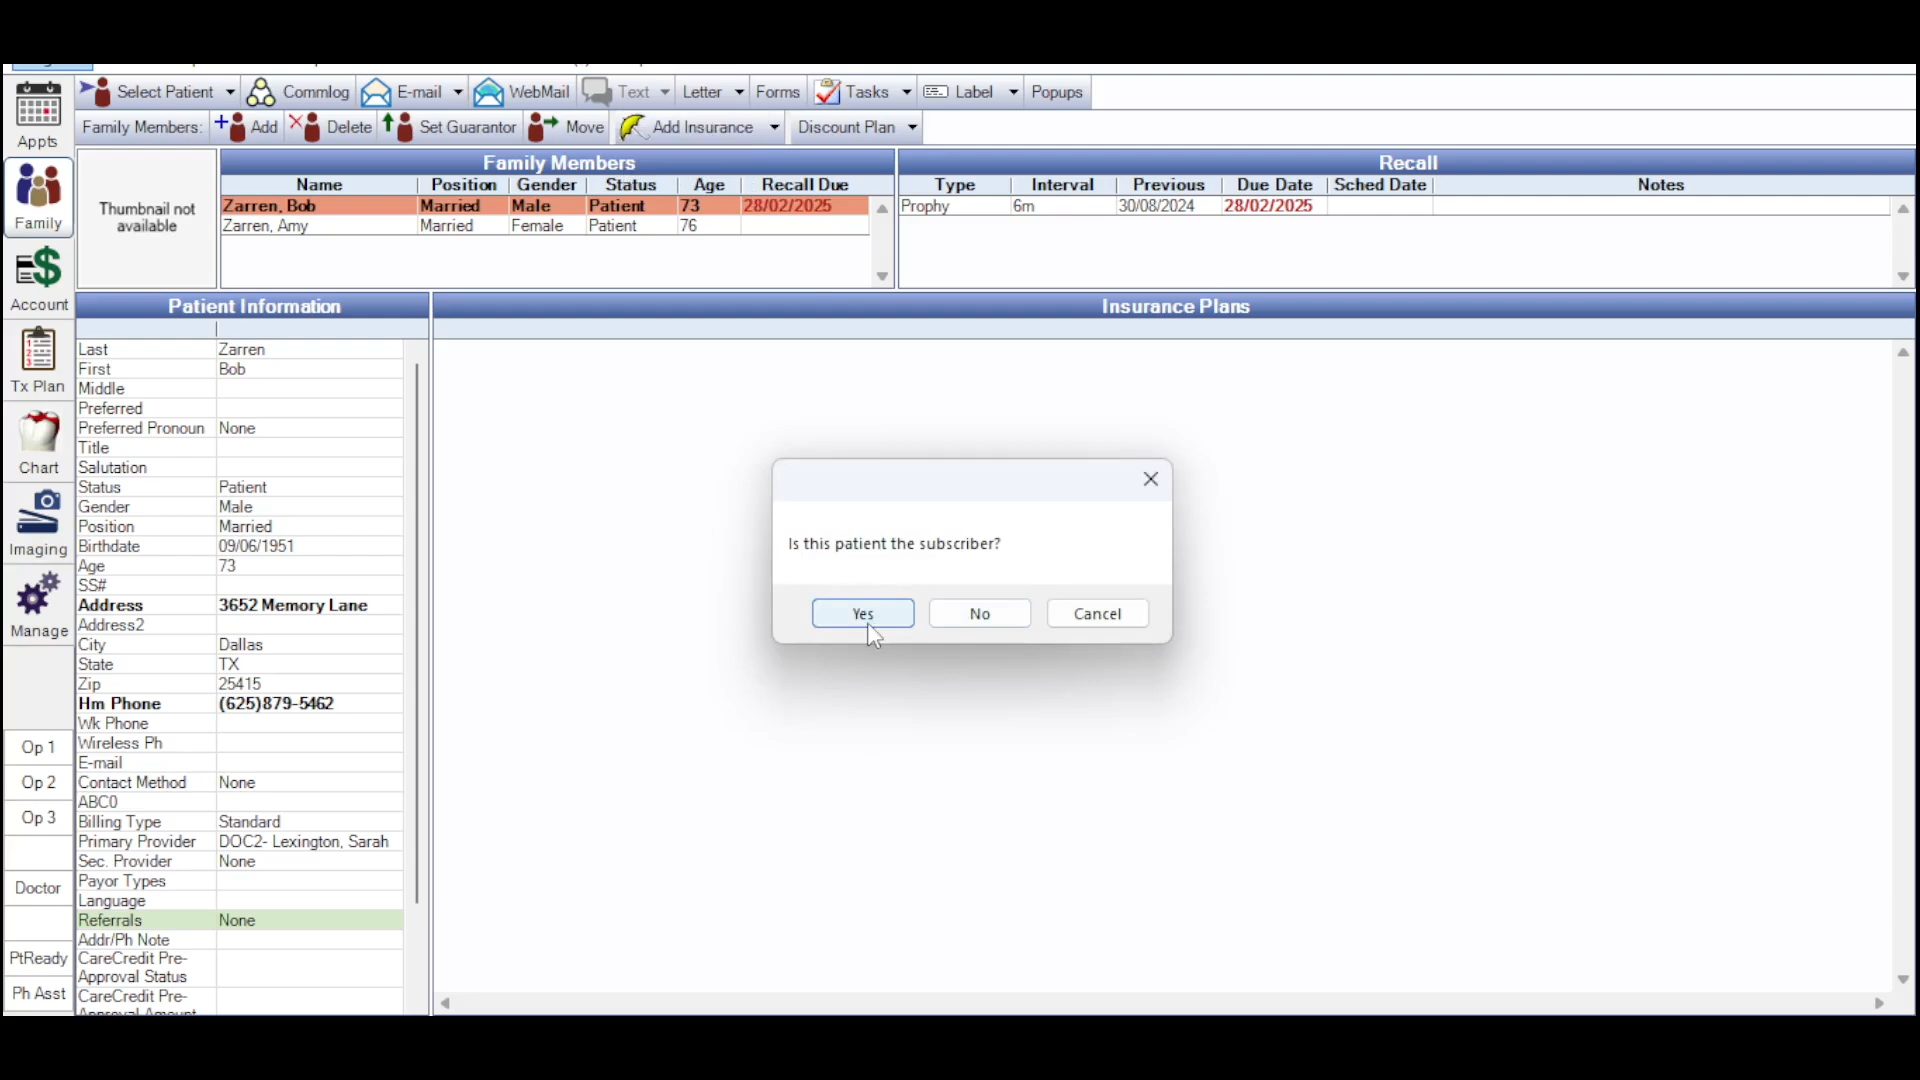 Select Patient Commlog E-mail WebMail Text Letter Forms Tasks Label Popups
Family Members: Add Delete Set Guarantor Move Add Insurance Discount Plan
Appts
Family
Account
Tx Plan
Chart
Imaging
Manage
Op 1
Op 2
Op 3
Doctor
PtReady
Ph Asst
Thumbnail not
available
Family Members
Name Position Gender Status Age Recall Due
Zarren, Bob Married Male Patient 73 28/02/2025
Zarren, Amy Married Female Patient 76
Recall
Type Interval Previous Due Date Sched Date Notes
Prophy 6m 30/08/2024 28/02/2025
Patient Information
Last Zarren
First Bob
Middle
Preferred
Preferred Pronoun None
Title
Salutation
Status Patient
Gender Male
Position Married
Birthdate 09/06/1951
Age 73
SS#
Address 3652 Memory Lane
Address2
City Dallas
State TX
Zip 25415
Hm Phone (625)879-5462
Wk Phone
Wireless Ph
E-mail
Contact Method None
ABC0
Billing Type Standard
Primary Provider DOC2- Lexington, Sarah
Sec. Provider None
Payor Types
Language
Referrals None
Addr/Ph Note
CareCredit Pre-
Approval Status
CareCredit Pre-
Approval Amount
Insurance Plans
Is this patient the subscriber?
Yes No Cancel